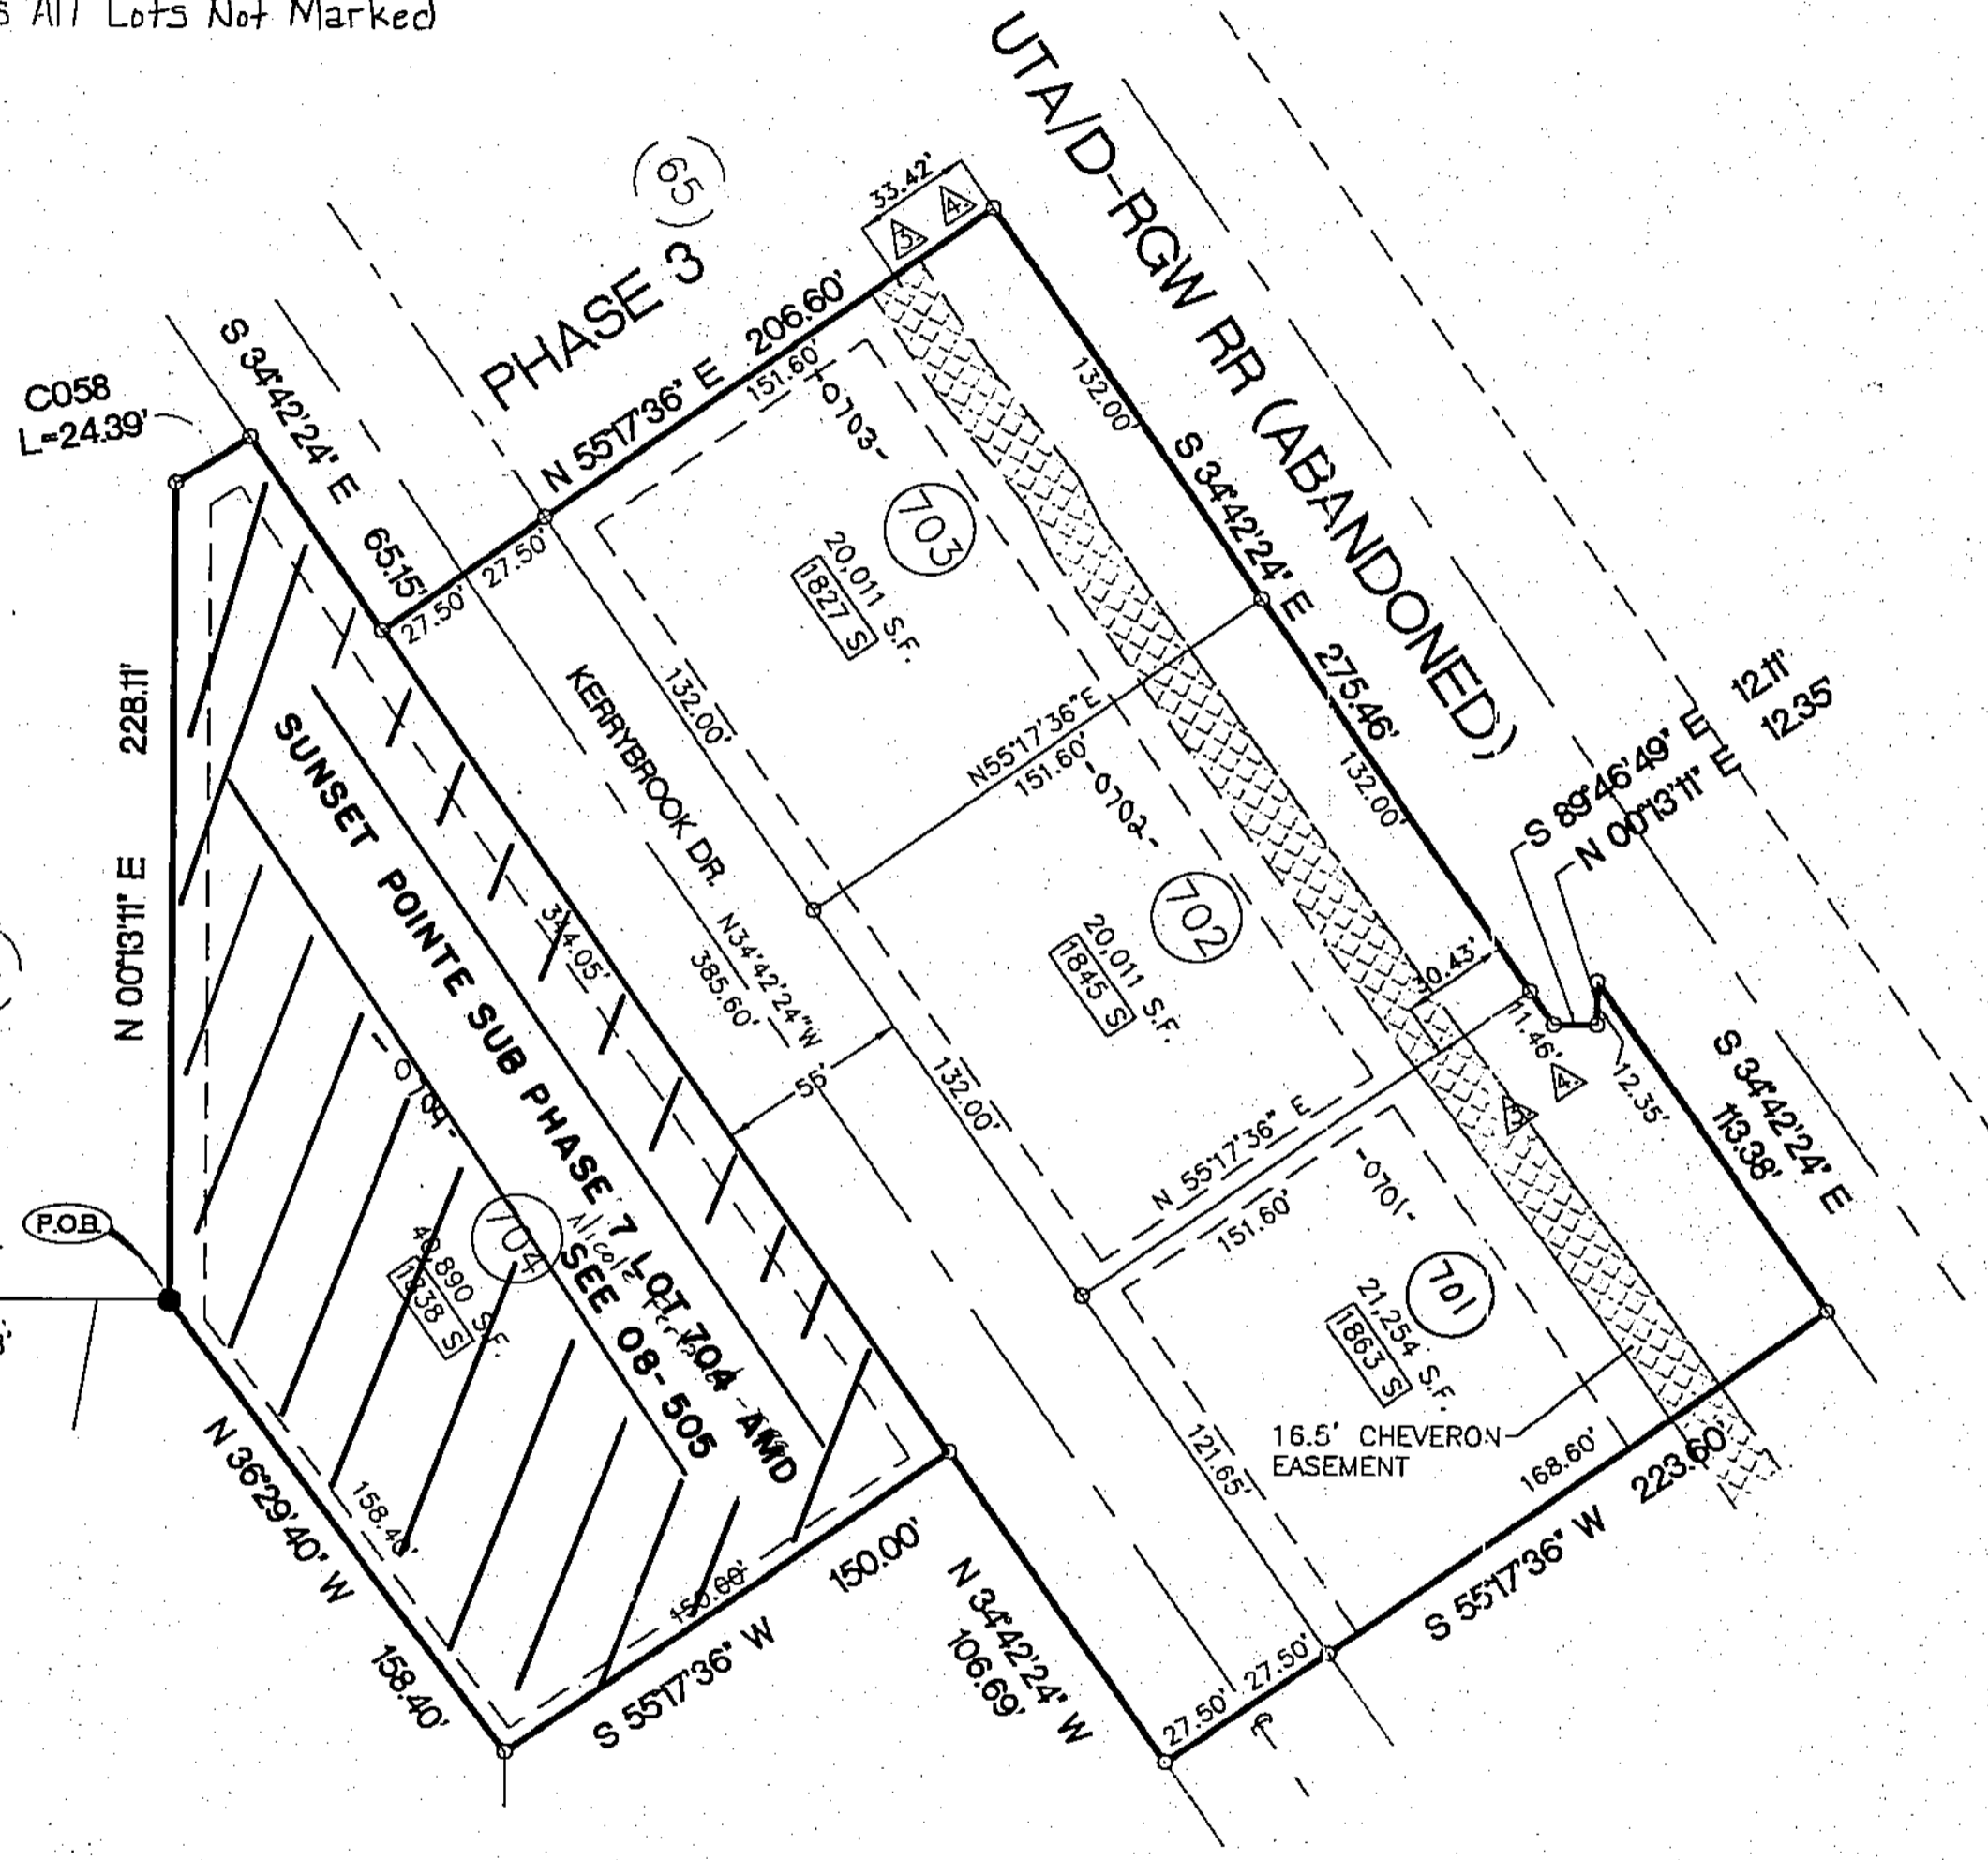 All Lots Not Marked
UTA/D-RGW RR (ABANDONED)
(65)
PHASE 3
33.42'
3.
4.
C058
L=24.39'
S 34°42'24" E 65.15'
N 55°17'36" E 206.60'
151.60'
27.50'
27.50'
-0703-
703
20,011 S.F.
1827 S
132.00'
132.00'
S 34°42'24" E 275.46'
132.00'
KERRYBROOK DR.
N34°42'24"W
385.60'
55'
N55°17'36"E
151.60'
-0702-
702
20,011 S.F.
1845 S
132.00'
30.43'
S 89°46'49" E 12.11'
N 00°13'11" E 12.35
11.46'
4.
3.
12.35'
S 34°42'24" E
113.38'
N 55°17'36" E
151.60'
-0701-
701
21,254 S.F.
1863 S
121.65'
16.5' CHEVERON
EASEMENT
168.60'
S 55°17'36" W 223.60'
27.50'
27.50'
N 34°42'24" W
106.69'
N 00°13'11" E 228.11'
SUNSET POINTE SUB PHASE 7 LOT 704 AMD
SEE 08-505
344.05'
-0704-
704
Nicole
1838 S
P.O.B.
N 36°29'40" W 158.40'
158.40'
150.00'
S 55°17'36" W 150.00'